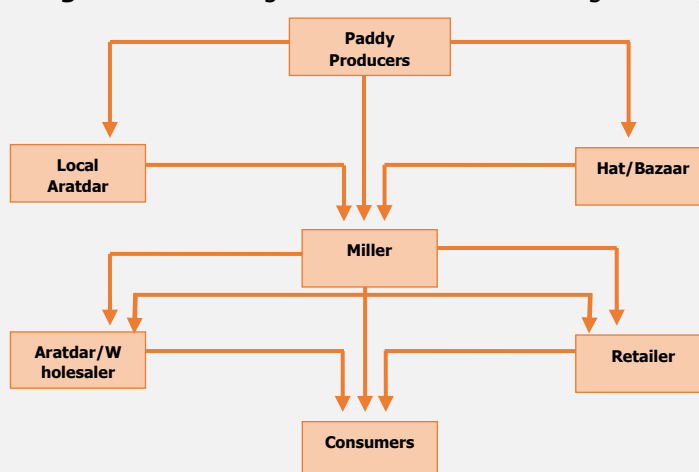 Paddy
Producers
Local
Aratdar
Hat/Bazaar
Miller
Aratdar/W
holesaler
Retailer
Consumers